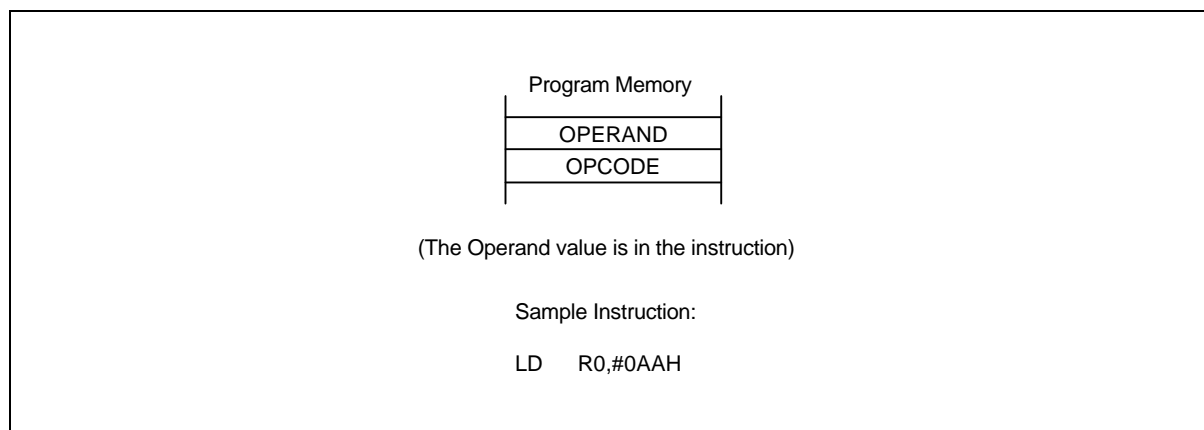 Program Memory
OPERAND
OPCODE
(The Operand value is in the instruction)
Sample Instruction:
LD R0,#0AAH